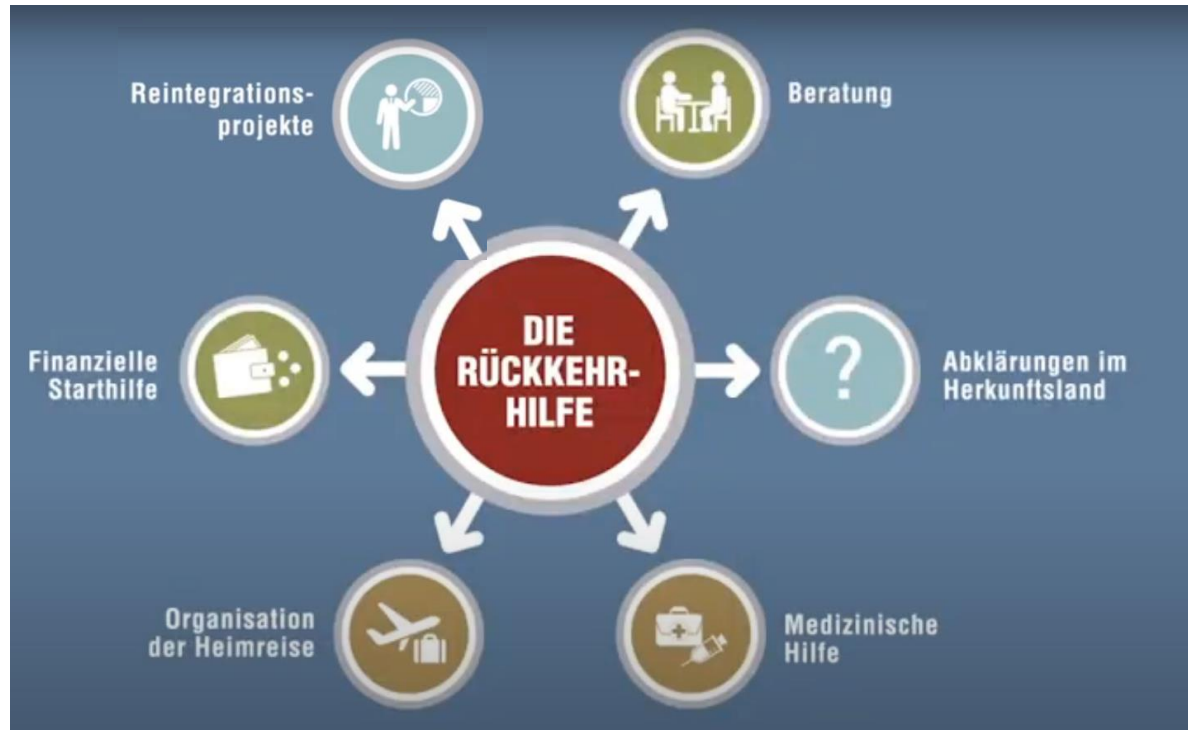 Reintegrations-
projekte
Beratung
Finanzielle
Starthilfe
DIE
RÜCKKEHR-
HILFE
Abklärungen im
Herkunftsland
Organisation
der Heimreise
Medizinische
Hilfe